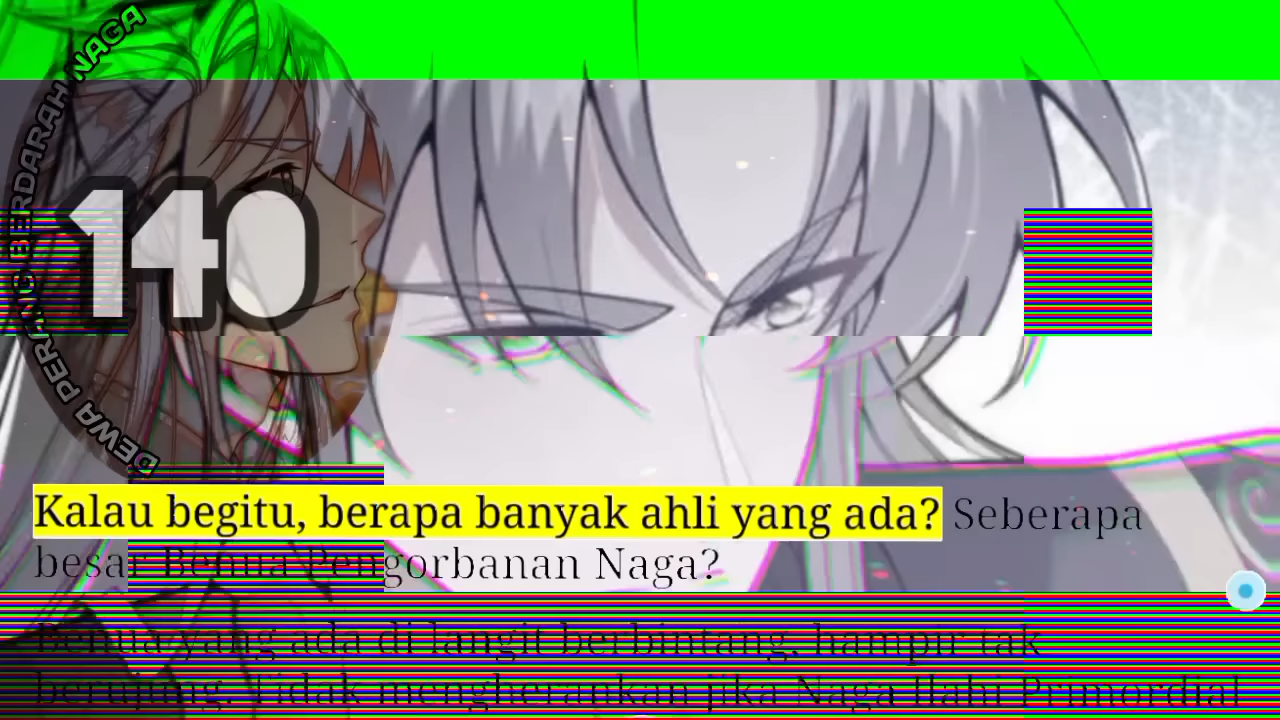 DEWA PERANG BERDARAH NAGA
140
Kalau begitu, berapa banyak ahli yang ada? Seberapa
besar Benua Pengorbanan Naga?
Benua yang ada di langit berbintang, hampir tak
berujung. Tidak mengherankan jika Naga Ilahi Primordial